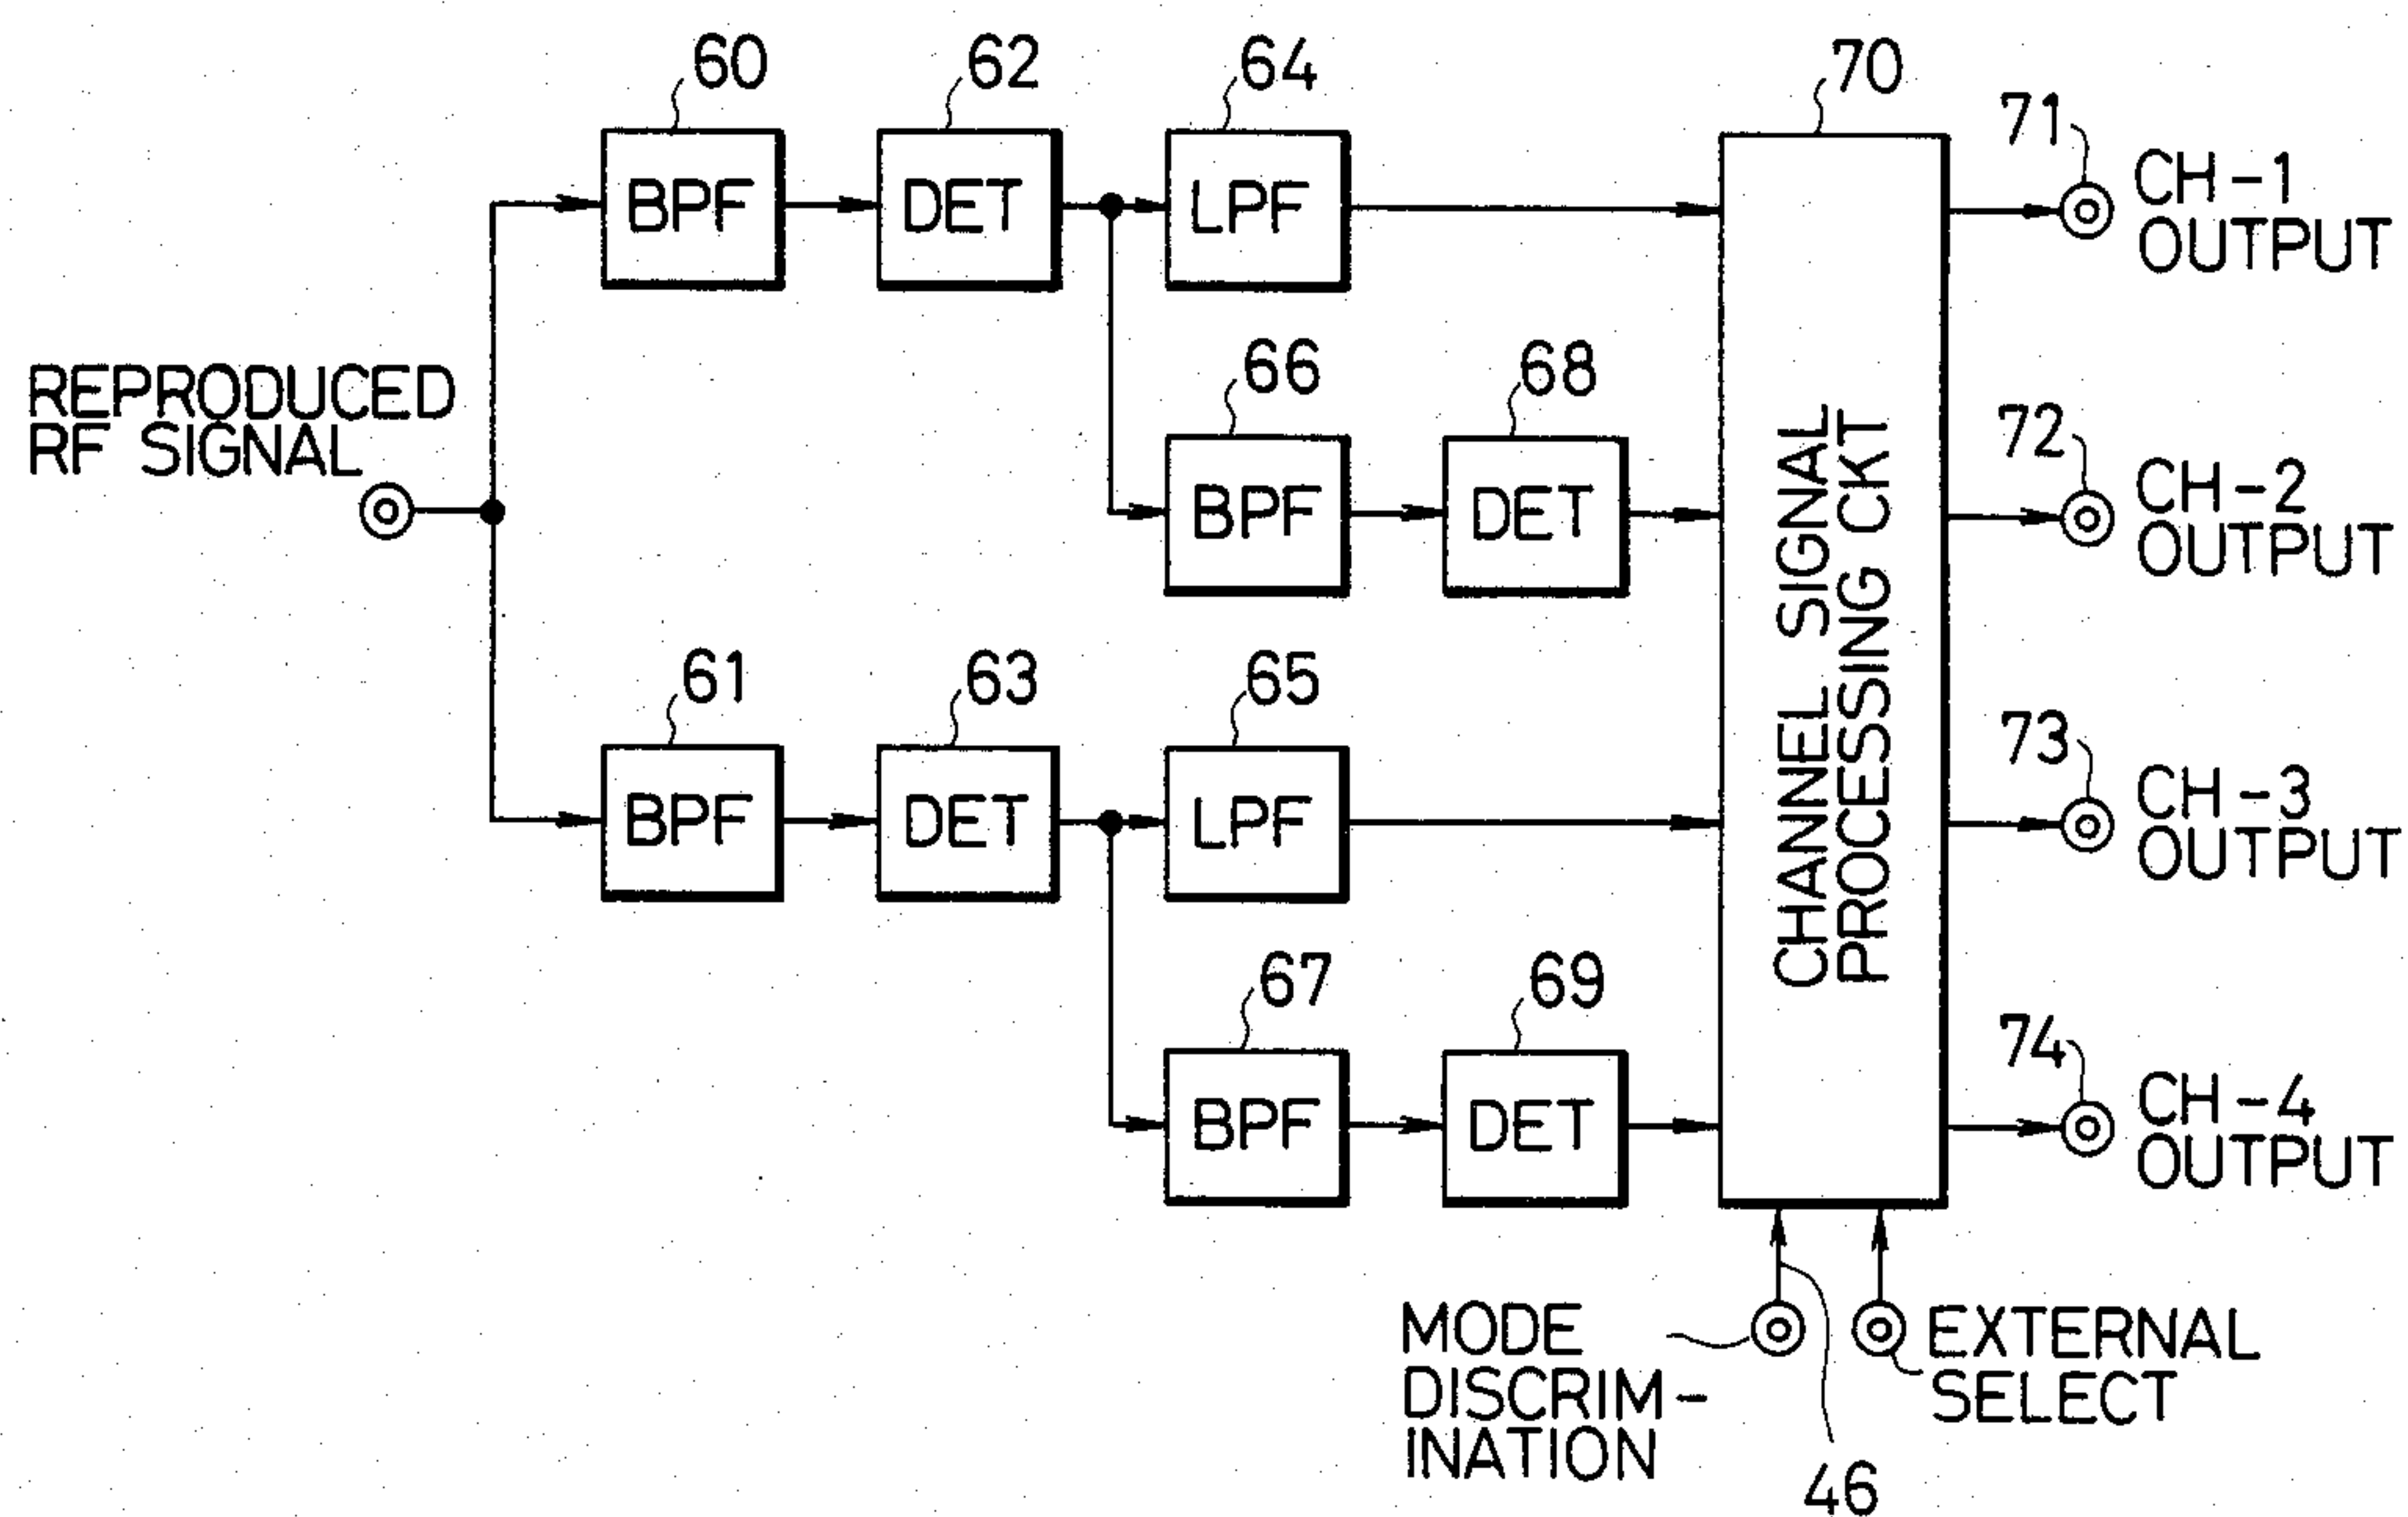 60
62
64
70
71
BPF
DET
LPF
CH-1
OUTPUT
REPRODUCED
RF SIGNAL
66
68
72
BPF
DET
CH-2
OUTPUT
CHANNEL SIGNAL
PROCESSING CKT
61
63
65
73
BPF
DET
LPF
CH-3
OUTPUT
67
69
74
BPF
DET
CH-4
OUTPUT
MODE
DISCRIM-
INATION
EXTERNAL
SELECT
46